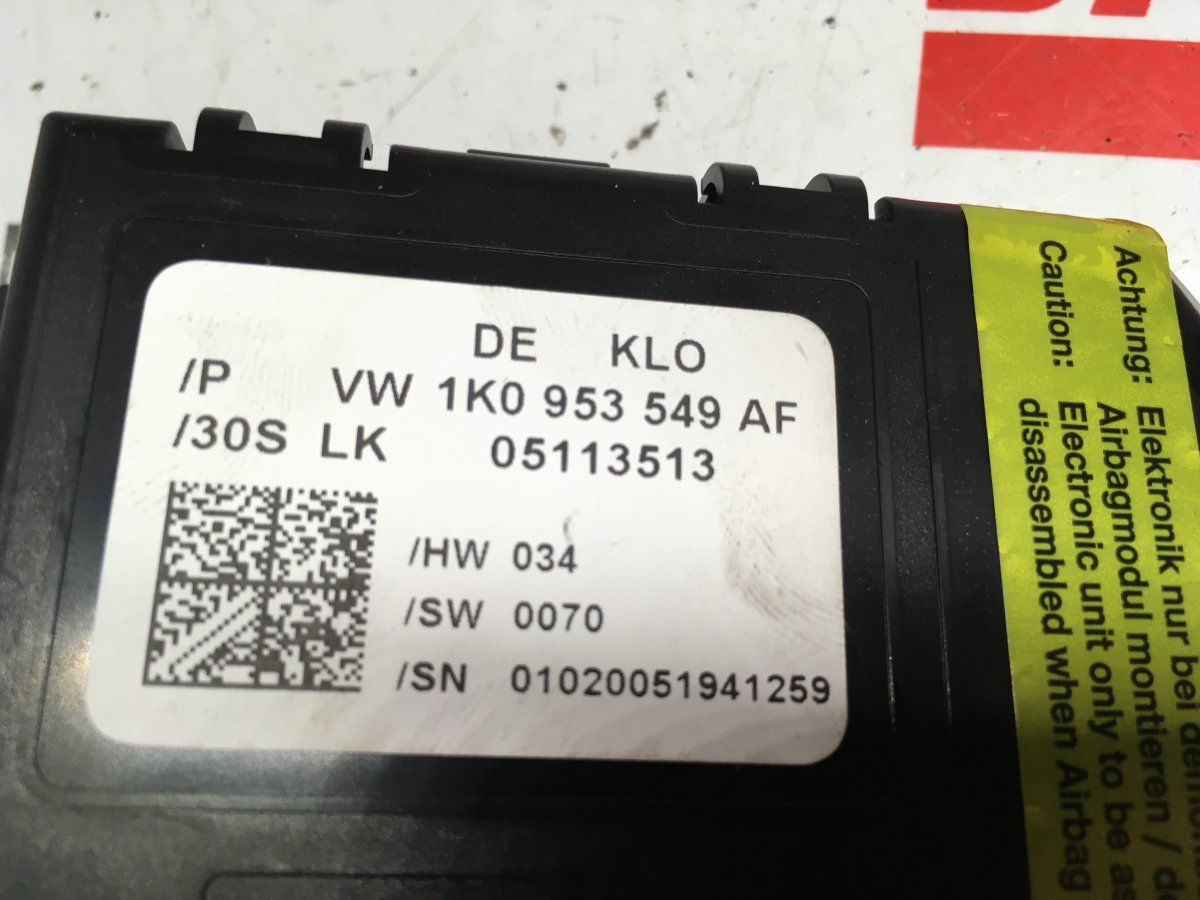 DE KLO
/P VW 1K0 953 549 AF
/30S LK 05113513
/HW 034
/SW 0070
/SN 01020051941259
Achtung: Elektronik nur bei
Airbagmodul montieren /
Caution: Electronic unit only to be
disassembled when Airbag